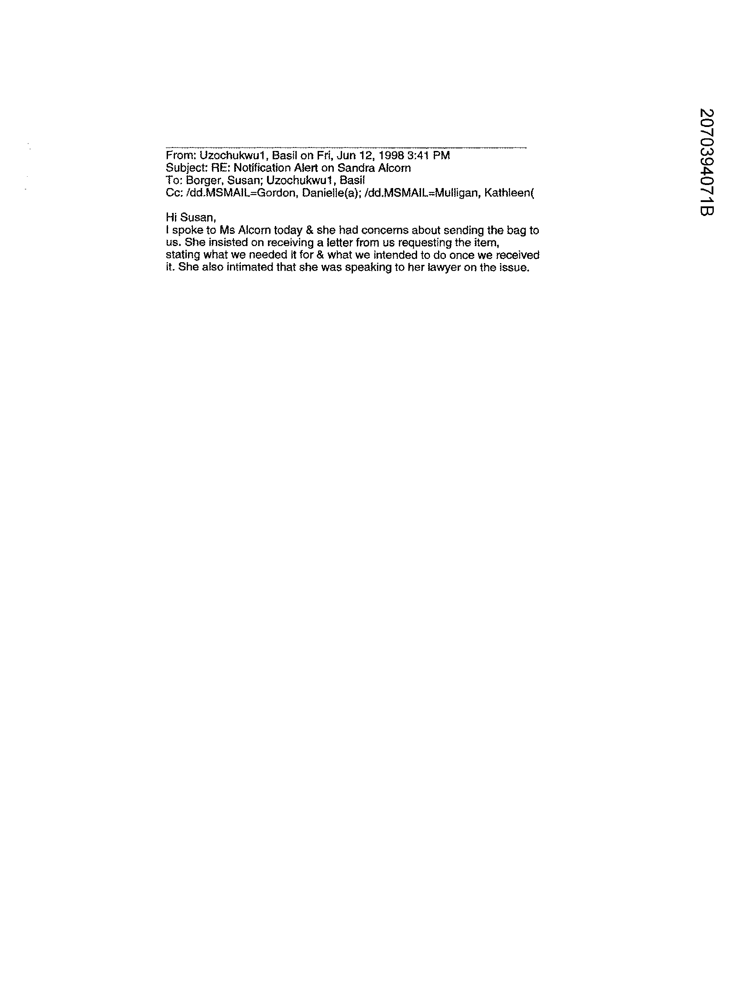 From: Uzochukwu1, Basil on Fri, Jun 12, 1998 3:41 PM
Subject: RE: Notification Alert on Sandra Alcorn
To: Borger, Susan; Uzochukwu1, Basil
Cc: /dd.MSMAIL=Gordon, Danielle(a); /dd.MSMAIL=Mulligan, Kathleen(
Hi Susan,
I spoke to Ms Alcorn today & she had concerns about sending the bag to
us. She insisted on receiving a letter from us requesting the item,
stating what we needed it for & what we intended to do once we received
it. She also intimated that she was speaking to her lawyer on the issue.
2070394071B